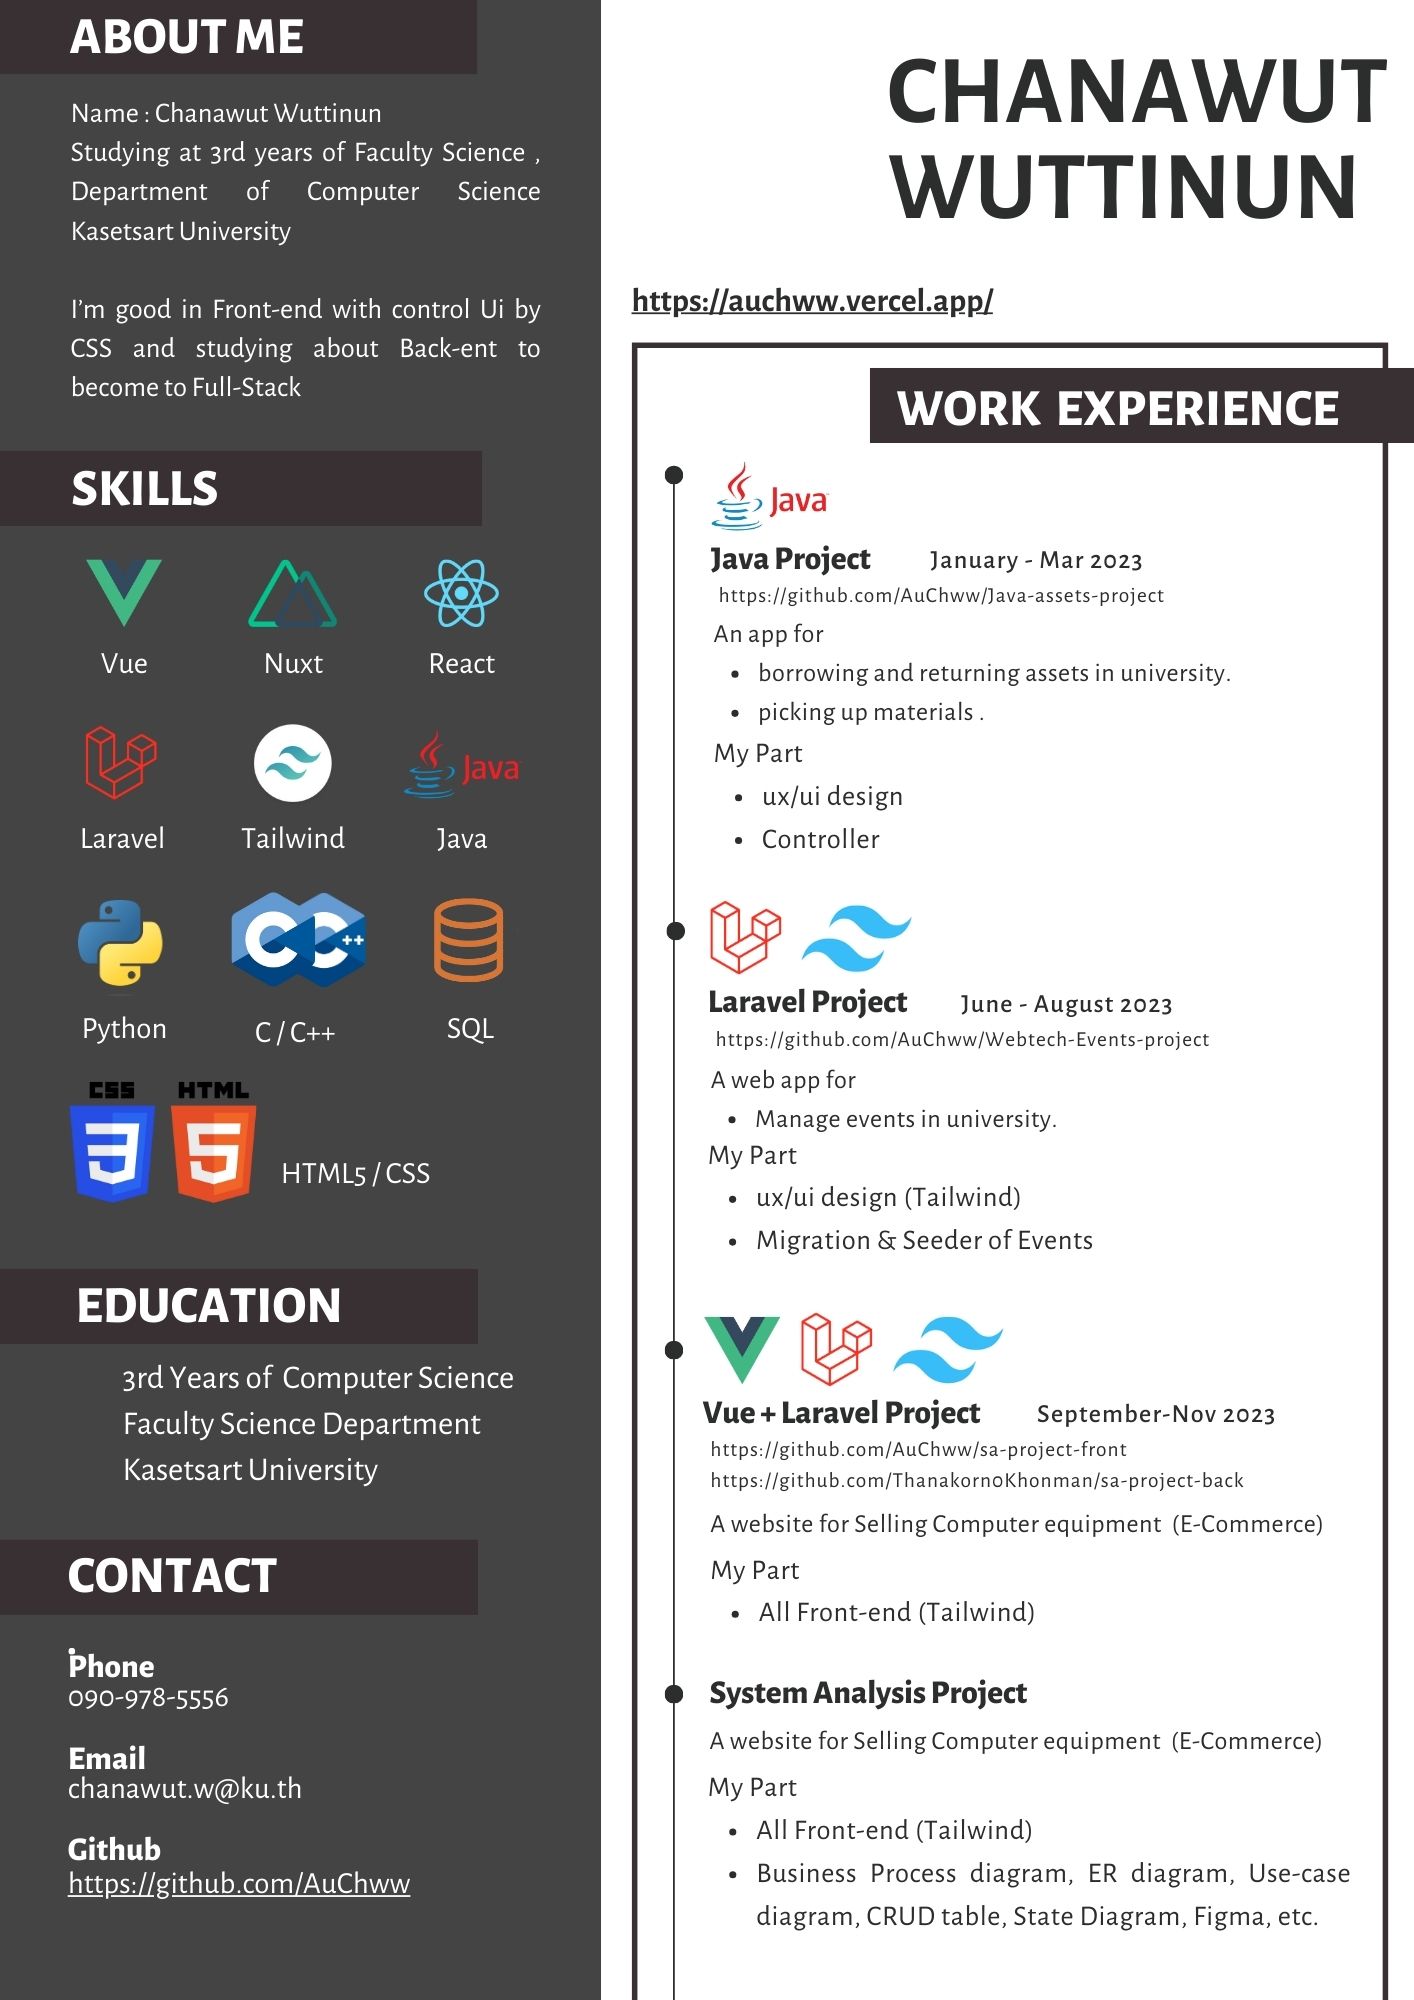 ABOUT ME
Name : Chanawut Wuttinun
Studying at 3rd years of Faculty Science ,
Department of Computer Science
Kasetsart University
I'm good in Front-end with control Ui by
CSS and studying about Back-ent to
become to Full-Stack
SKILLS
Vue
Nuxt
React
Java
Laravel
Tailwind
Java
C C++
Python
C / C++
SQL
CSS
HTML
3
5
HTML5 / CSS
EDUCATION
3rd Years of Computer Science
Faculty Science Department
Kasetsart University
CONTACT
Phone
090-978-5556
Email
chanawut.w@ku.th
Github
https://github.com/AuChww
CHANAWUT
WUTTINUN
https://auchww.vercel.app/
WORK EXPERIENCE
Java
Java Project January - Mar 2023
https://github.com/AuChww/Java-assets-project
An app for
• borrowing and returning assets in university.
• picking up materials .
My Part
• ux/ui design
• Controller
Laravel Project June - August 2023
https://github.com/AuChww/Webtech-Events-project
A web app for
• Manage events in university.
My Part
• ux/ui design (Tailwind)
• Migration & Seeder of Events
Vue + Laravel Project September-Nov 2023
https://github.com/AuChww/sa-project-front
https://github.com/Thanakorn0Khonman/sa-project-back
A website for Selling Computer equipment (E-Commerce)
My Part
• All Front-end (Tailwind)
System Analysis Project
A website for Selling Computer equipment (E-Commerce)
My Part
• All Front-end (Tailwind)
• Business Process diagram, ER diagram, Use-case
diagram, CRUD table, State Diagram, Figma, etc.